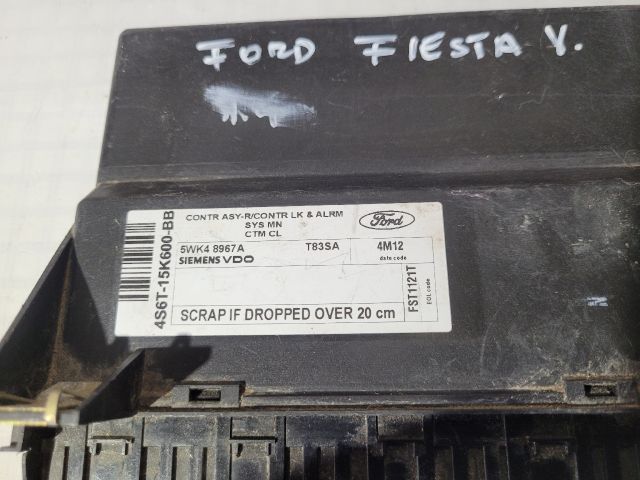 FORD FIESTA V.
CONTR ASY-R/CONTR LK & ALRM
SYS MN
CTM CL
Ford
5WK4 8967A T83SA 4M12
SIEMENS VDO date code
4S6T-15K600-BB
FST1121T
EOL code
SCRAP IF DROPPED OVER 20 cm